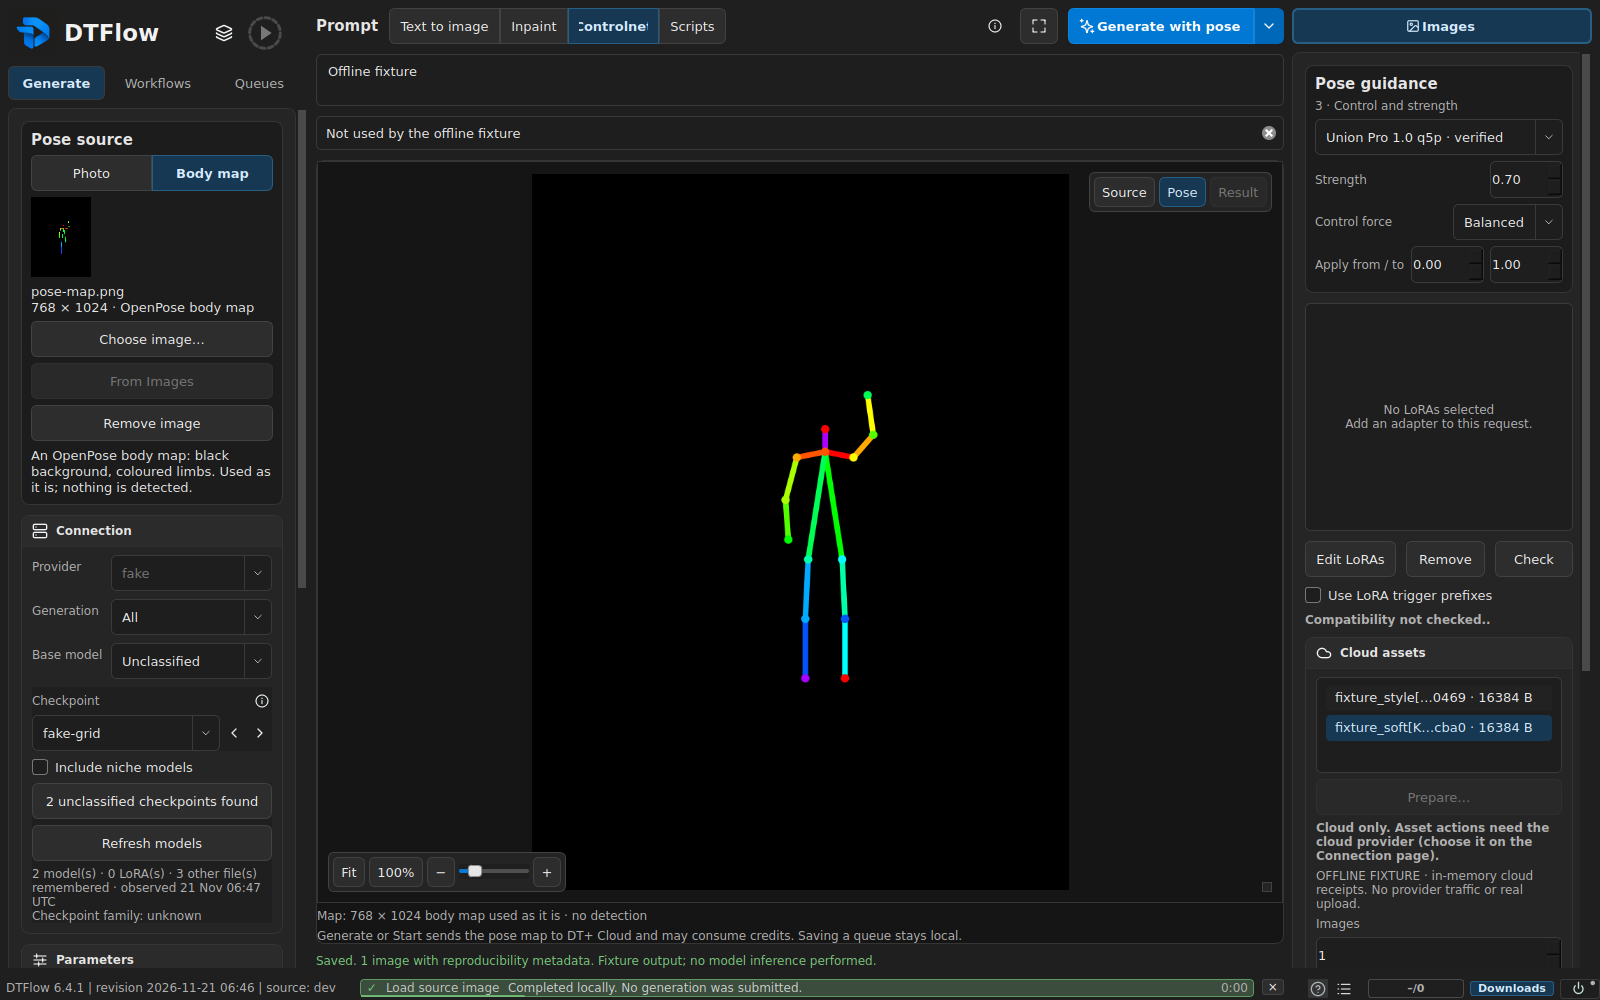 DTFlow
Prompt
Text to image
Inpaint
Controlnet
Scripts
Generate with pose
Images
Generate
Workflows
Queues
Offline fixture
Not used by the offline fixture
Pose source
Photo
Body map
pose-map.png
768 × 1024 · OpenPose body map
Choose image...
From Images
Remove image
An OpenPose body map: black
background, coloured limbs. Used as
it is; nothing is detected.
Connection
Provider
fake
Generation
All
Base model
Unclassified
Checkpoint
fake-grid
Include niche models
2 unclassified checkpoints found
Refresh models
2 model(s) · 0 LoRA(s) · 3 other file(s)
remembered · observed 21 Nov 06:47
UTC
Checkpoint family: unknown
Parameters
Source
Pose
Result
Fit
100%
−
+
Map: 768 × 1024 body map used as it is · no detection
Generate or Start sends the pose map to DT+ Cloud and may consume credits. Saving a queue stays local.
Saved. 1 image with reproducibility metadata. Fixture output; no model inference performed.
Pose guidance
3 · Control and strength
Union Pro 1.0 q5p · verified
Strength
0.70
Control force
Balanced
Apply from / to
0.00
1.00
No LoRAs selected
Add an adapter to this request.
Edit LoRAs
Remove
Check
Use LoRA trigger prefixes
Compatibility not checked..
Cloud assets
fixture_style[...0469 · 16384 B
fixture_soft[K...cba0 · 16384 B
Prepare...
Cloud only. Asset actions need the
cloud provider (choose it on the
Connection page).
OFFLINE FIXTURE · in-memory cloud
receipts. No provider traffic or real
upload.
Images
1
DTFlow 6.4.1 | revision 2026-11-21 06:46 | source: dev
✓ Load source image Completed locally. No generation was submitted. 0:00
–/0
Downloads